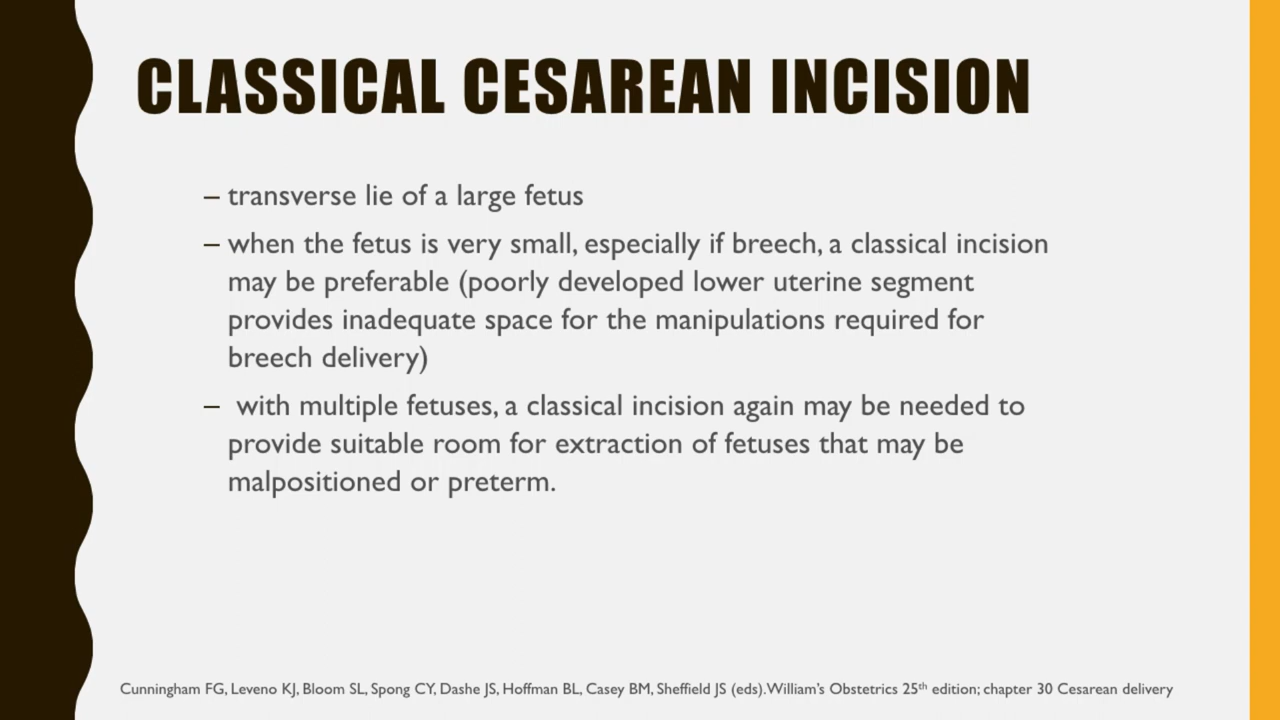 CLASSICAL CESAREAN INCISION
– transverse lie of a large fetus
– when the fetus is very small, especially if breech, a classical incision
may be preferable (poorly developed lower uterine segment
provides inadequate space for the manipulations required for
breech delivery)
– with multiple fetuses, a classical incision again may be needed to
provide suitable room for extraction of fetuses that may be
malpositioned or preterm.
Cunningham FG, Leveno KJ, Bloom SL, Spong CY, Dashe JS, Hoffman BL, Casey BM, Sheffield JS (eds).William’s Obstetrics 25th edition; chapter 30 Cesarean delivery